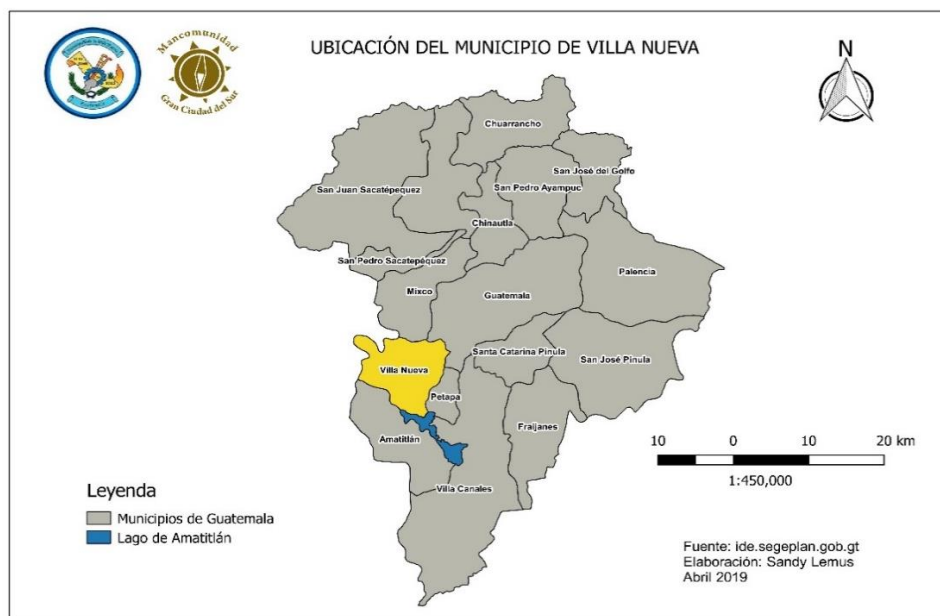 UBICACIÓN DEL MUNICIPIO DE VILLA NUEVA
Mancomunidad
Gran Ciudad del Sur
N
Chuarrancho
San José del Golfo
San Juan Sacatépequez
San Pedro Ayampuc
Chinautla
San Pedro Sacatepéquez
Palencia
Mixco
Guatemala
Santa Catarina Pinula
San José Pinula
Villa Nueva
Petapa
Amatitlán
Fraijanes
Villa Canales
10 0 10 20 km
1:450,000
Leyenda
Municipios de Guatemala
Lago de Amatitlán
Fuente: ide.segeplan.gob.gt
Elaboración: Sandy Lemus
Abril 2019